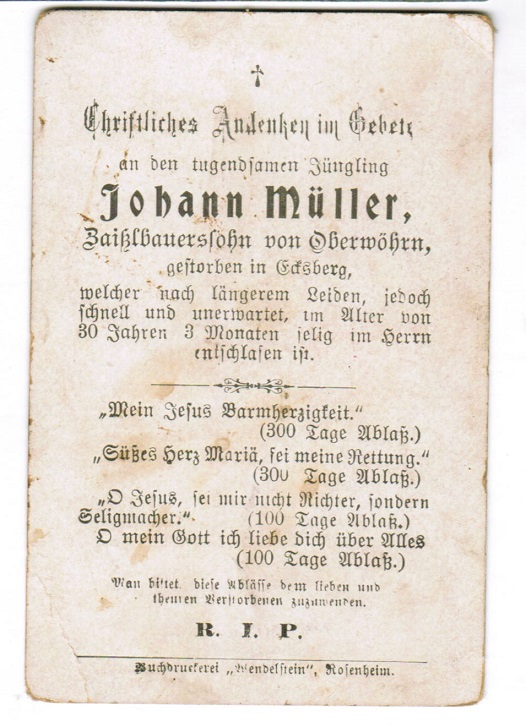 †
Christliches Andenken im Gebete
an den tugendsamen Jüngling
Johann Müller,
Zaißlbauerssohn von Oberwöhrn,
gestorben in Ecksberg,
welcher nach längerem Leiden, jedoch
schnell und unerwartet, im Alter von
30 Jahren 3 Monaten selig im Herrn
entschlafen ist.
„Mein Jesus Barmherzigkeit.“
(300 Tage Ablaß.)
„Süßes Herz Mariä, sei meine Rettung.“
(300 Tage Ablaß.)
„O Jesus, sei mir nicht Richter, sondern
Seligmacher.“ (100 Tage Ablaß.)
O mein Gott ich liebe dich über Alles
(100 Tage Ablaß.)
Man bittet, diese Ablässe dem lieben und
theuren Verstorbenen zuzuwenden.
R. I. P.
Buchdruckerei „Wendelstein“, Rosenheim.